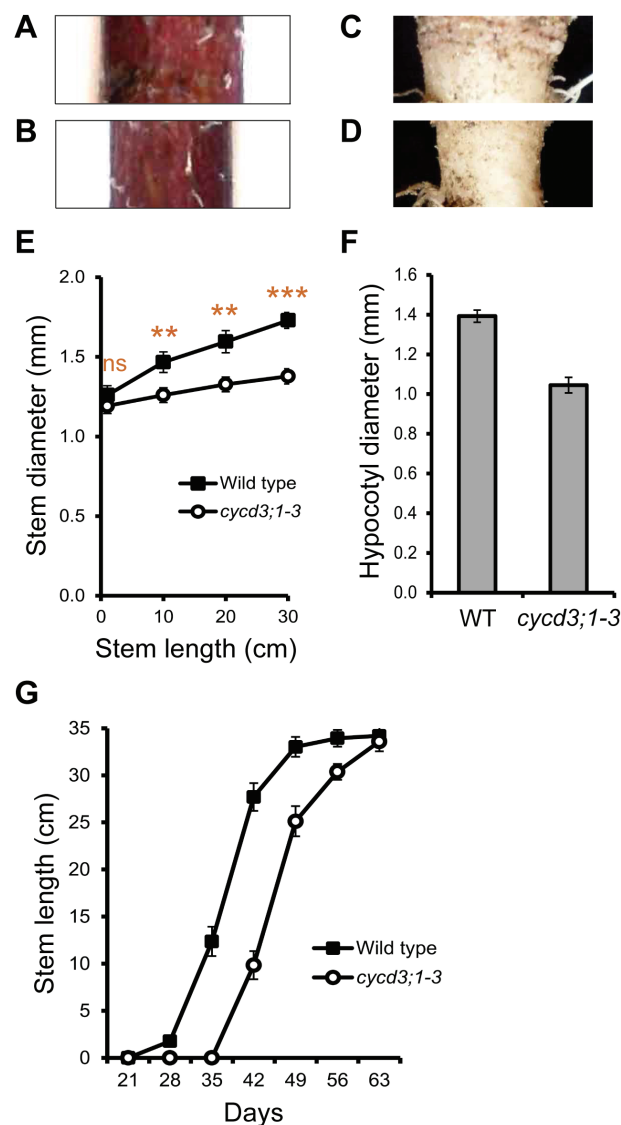 A
C
B
D
E
F
Stem diameter (mm)
2.0
1.5
1.0
0.5
0.0
ns
**
**
***
Wild type
cycd3;1-3
0 10 20 30
Stem length (cm)
Hypocotyl diameter (mm)
1.6
1.4
1.2
1.0
0.8
0.6
0.4
0.2
0.0
WT cycd3;1-3
G
Stem length (cm)
35
30
25
20
15
10
5
0
Wild type
cycd3;1-3
21 28 35 42 49 56 63
Days